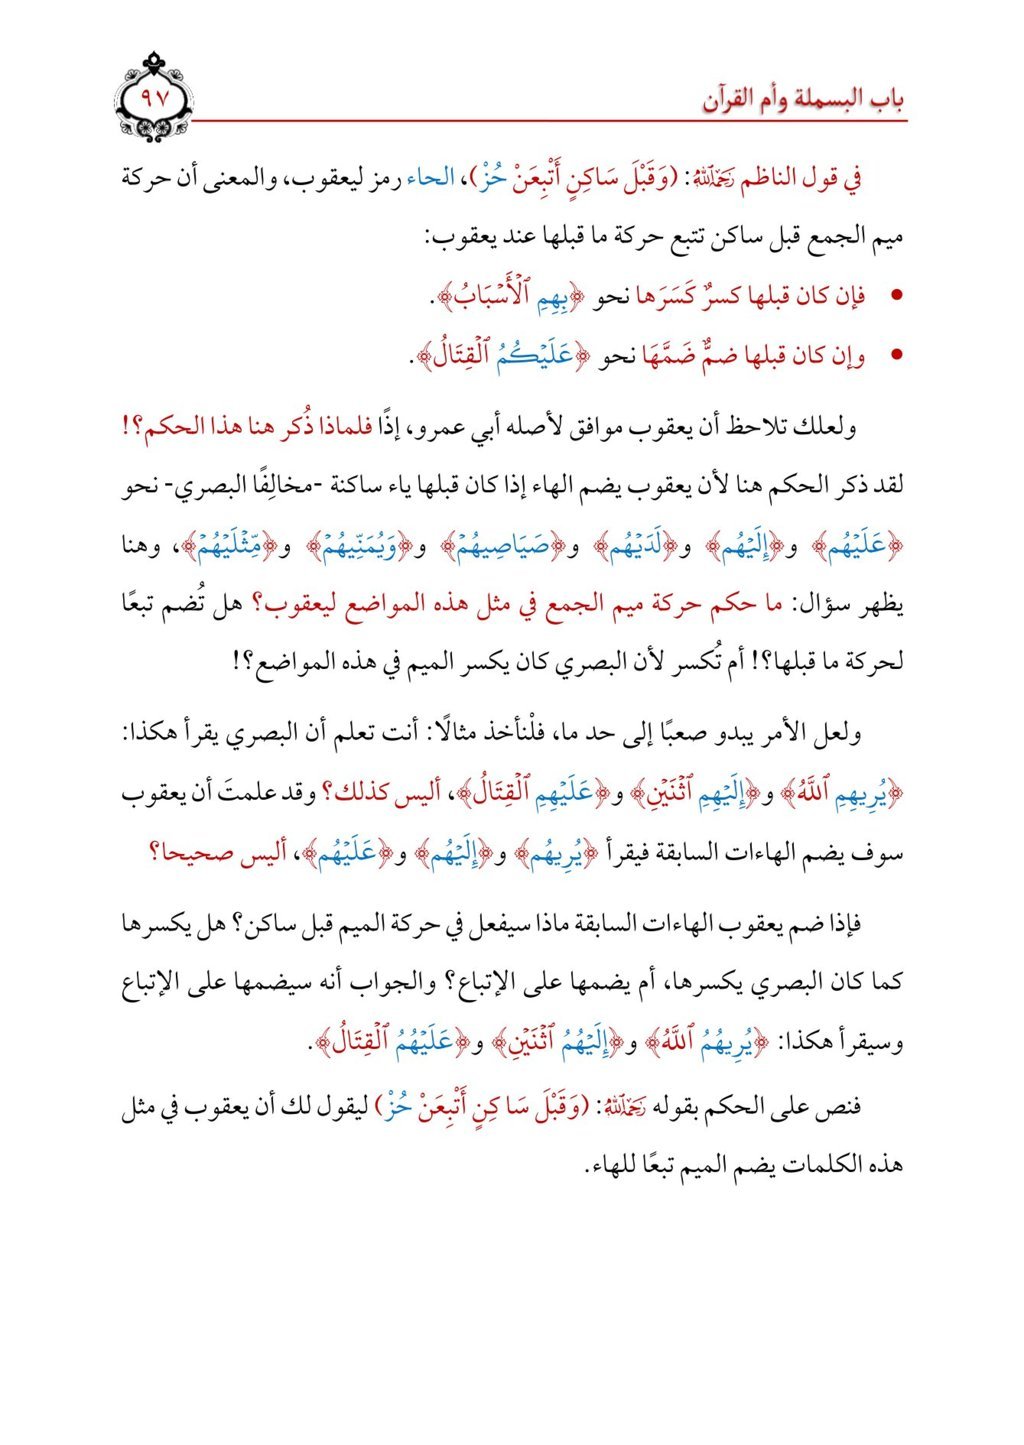 باب البسملة وأم القرآن
٩٧
في قول الناظم رَحِمَهُ ٱللَّهُ: (وَقَبْلَ سَاكِنٍ أَتْبِعَنْ حُزْ)، الحاء رمز ليعقوب، والمعنى أن حركة
ميم الجمع قبل ساكن تتبع حركة ما قبلها عند يعقوب:
• فإن كان قبلها كسرٌ كَسَرَها نحو ﴿بِهِمِ ٱلْأَسْبَابُ﴾.
• وإن كان قبلها ضمٌّ ضَمَّهَا نحو ﴿عَلَيْكُمُ ٱلْقِتَالُ﴾.
ولعلك تلاحظ أن يعقوب موافق لأصله أبي عمرو، إذًا فلماذا ذُكر هنا هذا الحكم؟!
لقد ذكر الحكم هنا لأن يعقوب يضم الهاء إذا كان قبلها ياء ساكنة -مخالِفًا البصري- نحو
﴿عَلَيْهُم﴾ و﴿إِلَيْهُم﴾ و﴿لَدَيْهُم﴾ و﴿صَيَاصِيهُمْ﴾ و﴿وَيُمَنِّيهُمْ﴾ و﴿مِّثْلَيْهُمْ﴾، وهنا
يظهر سؤال: ما حكم حركة ميم الجمع في مثل هذه المواضع ليعقوب؟ هل تُضم تبعًا
لحركة ما قبلها؟! أم تُكسر لأن البصري كان يكسر الميم في هذه المواضع؟!
ولعل الأمر يبدو صعبًا إلى حد ما، فلْنأخذ مثالًا: أنت تعلم أن البصري يقرأ هكذا:
﴿يُرِيهِمِ ٱللَّهُ﴾ و﴿إِلَيْهِمِ ٱثْنَيْنِ﴾ و﴿عَلَيْهِمِ ٱلْقِتَالُ﴾، أليس كذلك؟ وقد علمتَ أن يعقوب
سوف يضم الهاءات السابقة فيقرأ ﴿يُرِيهُم﴾ و﴿إِلَيْهُم﴾ و﴿عَلَيْهُم﴾، أليس صحيحا؟
فإذا ضم يعقوب الهاءات السابقة ماذا سيفعل في حركة الميم قبل ساكن؟ هل يكسرها
كما كان البصري يكسرها، أم يضمها على الإتباع؟ والجواب أنه سيضمها على الإتباع
وسيقرأ هكذا: ﴿يُرِيهُمُ ٱللَّهُ﴾ و﴿إِلَيْهُمُ ٱثْنَيْنِ﴾ و﴿عَلَيْهُمُ ٱلْقِتَالُ﴾.
فنص على الحكم بقوله رَحِمَهُ ٱللَّهُ: (وَقَبْلَ سَاكِنٍ أَتْبِعَنْ حُزْ) ليقول لك أن يعقوب في مثل
هذه الكلمات يضم الميم تبعًا للهاء.